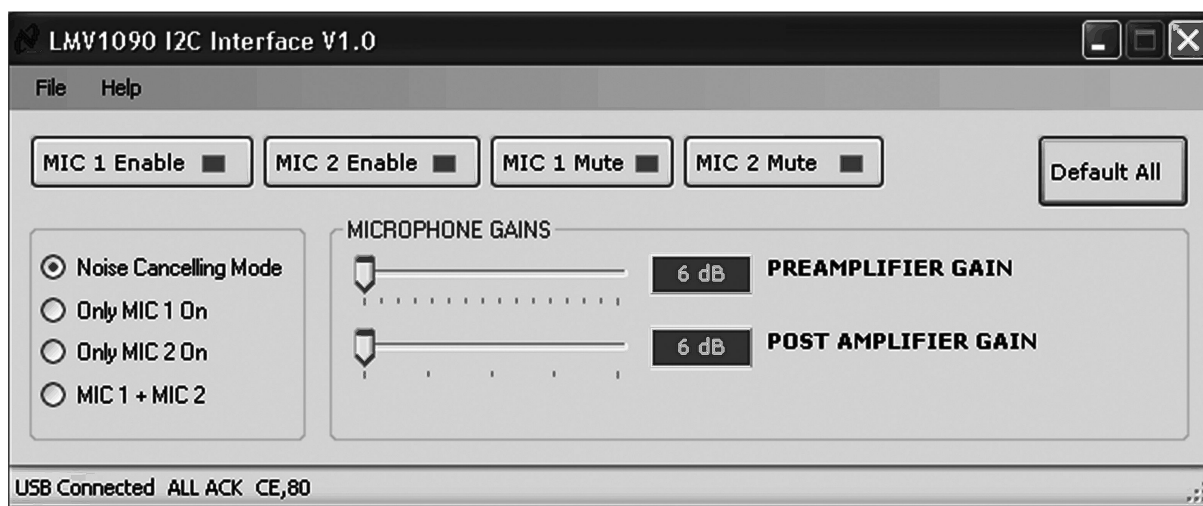 LMV1090 I2C Interface V1.0
File Help
MIC 1 Enable MIC 2 Enable MIC 1 Mute MIC 2 Mute Default All
Noise Cancelling Mode
Only MIC 1 On
Only MIC 2 On
MIC 1 + MIC 2
MICROPHONE GAINS
6 dB PREAMPLIFIER GAIN
6 dB POST AMPLIFIER GAIN
USB Connected ALL ACK CE,80